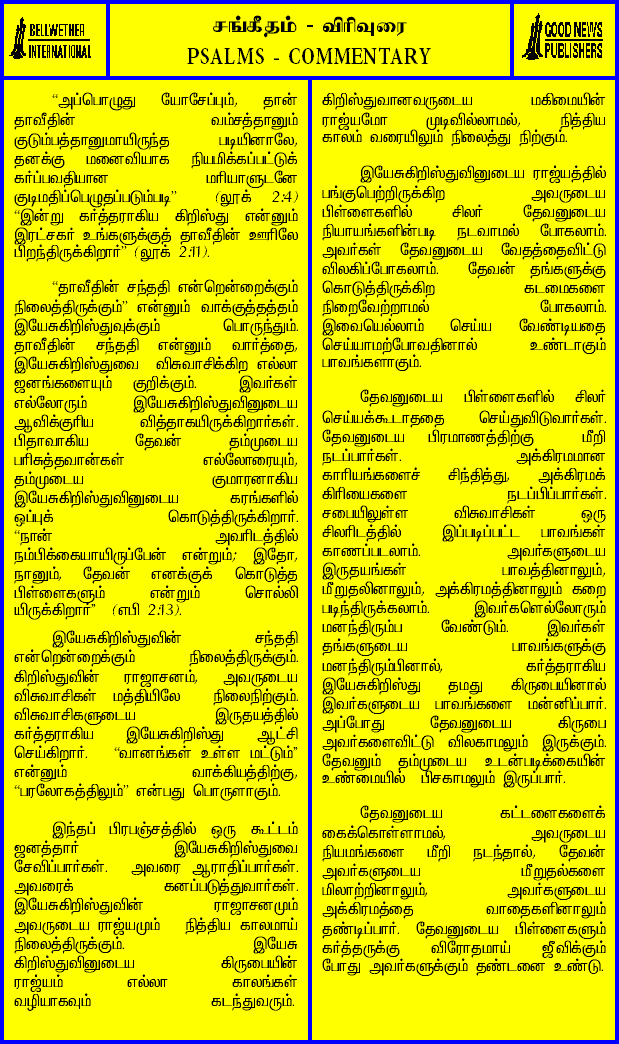 BELLWETHER
INTERNATIONAL
சங்கீதம் - விரிவுரை
PSALMS - COMMENTARY
GOOD NEWS
PUBLISHERS
“அப்பொழுது யோசேப்பும், தான்
தாவீதின் வம்சத்தானும்
குடும்பத்தானுமாயிருந்த படியினாலே,
தனக்கு மனைவியாக நியமிக்கப்பட்டுக்
கர்ப்பவதியான மரியாளுடனே
குடிமதிப்பெழுதப்படும்படி” (லூக் 2:4)
“இன்று கர்த்தராகிய கிறிஸ்து என்னும்
இரட்சகர் உங்களுக்குத் தாவீதின் ஊரிலே
பிறந்திருக்கிறார்” (லூக் 2:11).
“தாவீதின் சந்ததி என்றென்றைக்கும்
நிலைத்திருக்கும்” என்னும் வாக்குத்தத்தம்
இயேசுகிறிஸ்துவுக்கும் பொருந்தும்.
தாவீதின் சந்ததி என்னும் வார்த்தை,
இயேசுகிறிஸ்துவை விசுவாசிக்கிற எல்லா
ஜனங்களையும் குறிக்கும். இவர்கள்
எல்லோரும் இயேசுகிறிஸ்துவினுடைய
ஆவிக்குரிய வித்தாகயிருக்கிறார்கள்.
பிதாவாகிய தேவன் தம்முடைய
பரிசுத்தவான்கள் எல்லோரையும்,
தம்முடைய குமாரனாகிய
இயேசுகிறிஸ்துவினுடைய கரங்களில்
ஒப்புக் கொடுத்திருக்கிறார்.
“நான் அவரிடத்தில்
நம்பிக்கையாயிருப்பேன் என்றும்; இதோ,
நானும், தேவன் எனக்குக் கொடுத்த
பிள்ளைகளும் என்றும் சொல்லி
யிருக்கிறார்” (எபி 2:13).
இயேசுகிறிஸ்துவின் சந்ததி
என்றென்றைக்கும் நிலைத்திருக்கும்.
கிறிஸ்துவின் ராஜாசனம், அவருடைய
விசுவாசிகள் மத்தியிலே நிலைநிற்கும்.
விசுவாசிகளுடைய இருதயத்தில்
கர்த்தராகிய இயேசுகிறிஸ்து ஆட்சி
செய்கிறார். “வானங்கள் உள்ள மட்டும்”
என்னும் வாக்கியத்திற்கு,
“பரலோகத்திலும்” என்பது பொருளாகும்.
இந்தப் பிரபஞ்சத்தில் ஒரு கூட்டம்
ஜனத்தார் இயேசுகிறிஸ்துவை
சேவிப்பார்கள். அவரை ஆராதிப்பார்கள்.
அவரைக் கனப்படுத்துவார்கள்.
இயேசுகிறிஸ்துவின் ராஜாசனமும்
அவருடைய ராஜ்யமும் நித்திய காலமாய்
நிலைத்திருக்கும். இயேசு
கிறிஸ்துவினுடைய கிருபையின்
ராஜ்யம் எல்லா காலங்கள்
வழியாகவும் கடந்துவரும்.
கிறிஸ்துவானவருடைய மகிமையின்
ராஜ்யமோ முடிவில்லாமல், நித்திய
காலம் வரையிலும் நிலைத்து நிற்கும்.
இயேசுகிறிஸ்துவினுடைய ராஜ்யத்தில்
பங்குபெற்றிருக்கிற அவருடைய
பிள்ளைகளில் சிலர் தேவனுடைய
நியாயங்களின்படி நடவாமல் போகலாம்.
அவர்கள் தேவனுடைய வேதத்தைவிட்டு
விலகிப்போகலாம். தேவன் தங்களுக்கு
கொடுத்திருக்கிற கடமைகளை
நிறைவேற்றாமல் போகலாம்.
இவையெல்லாம் செய்ய வேண்டியதை
செய்யாமற்போவதினால் உண்டாகும்
பாவங்களாகும்.
தேவனுடைய பிள்ளைகளில் சிலர்
செய்யக்கூடாததை செய்துவிடுவார்கள்.
தேவனுடைய பிரமாணத்திற்கு மீறி
நடப்பார்கள். அக்கிரமமான
காரியங்களைச் சிந்தித்து, அக்கிரமக்
கிரியைகளை நடப்பிப்பார்கள்.
சபையிலுள்ள விசுவாசிகள் ஒரு
சிலரிடத்தில் இப்படிப்பட்ட பாவங்கள்
காணப்படலாம். அவர்களுடைய
இருதயங்கள் பாவத்தினாலும்,
மீறுதலினாலும், அக்கிரமத்தினாலும் கறை
படிந்திருக்கலாம். இவர்களெல்லோரும்
மனந்திரும்ப வேண்டும். இவர்கள்
தங்களுடைய பாவங்களுக்கு
மனந்திரும்பினால், கர்த்தராகிய
இயேசுகிறிஸ்து தமது கிருபையினால்
இவர்களுடைய பாவங்களை மன்னிப்பார்.
அப்போது தேவனுடைய கிருபை
அவர்களைவிட்டு விலகாமலும் இருக்கும்.
தேவனும் தம்முடைய உடன்படிக்கையின்
உண்மையில் பிசகாமலும் இருப்பார்.
தேவனுடைய கட்டளைகளைக்
கைக்கொள்ளாமல், அவருடைய
நியமங்களை மீறி நடந்தால், தேவன்
அவர்களுடைய மீறுதல்களை
மிலாற்றினாலும், அவர்களுடைய
அக்கிரமத்தை வாதைகளினாலும்
தண்டிப்பார். தேவனுடைய பிள்ளைகளும்
கர்த்தருக்கு விரோதமாய் ஜீவிக்கும்
போது அவர்களுக்கும் தண்டனை உண்டு.